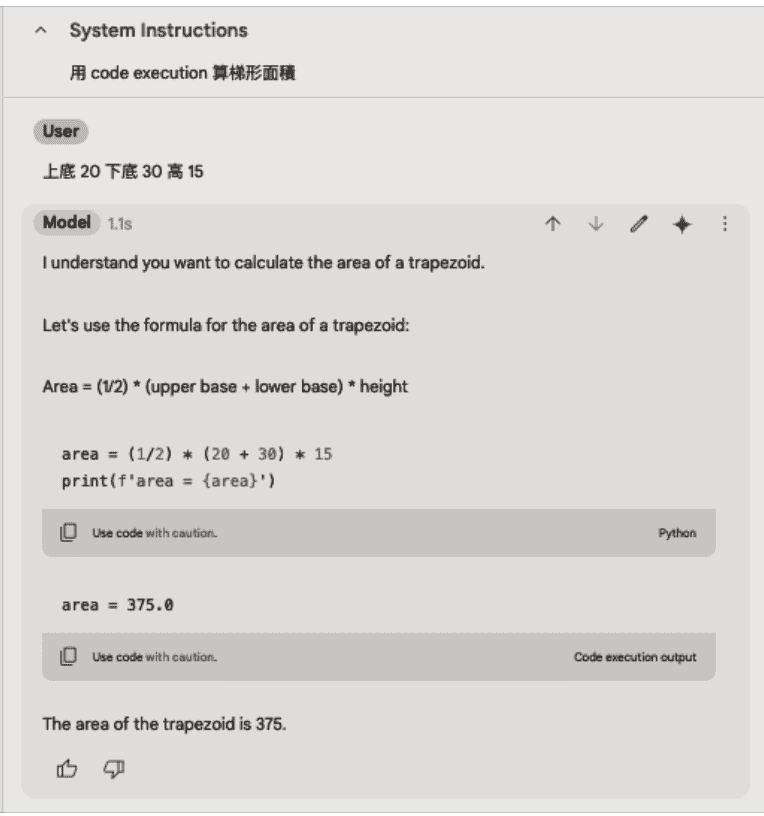 System Instructions
用 code execution 算梯形面積
User
上底 20 下底 30 高 15
Model 1.1s
I understand you want to calculate the area of a trapezoid.
Let's use the formula for the area of a trapezoid:
Area = (1/2) * (upper base + lower base) * height
area = (1/2) * (20 + 30) * 15
print(f'area = {area}')
Use code with caution. Python
area = 375.0
Use code with caution. Code execution output
The area of the trapezoid is 375.